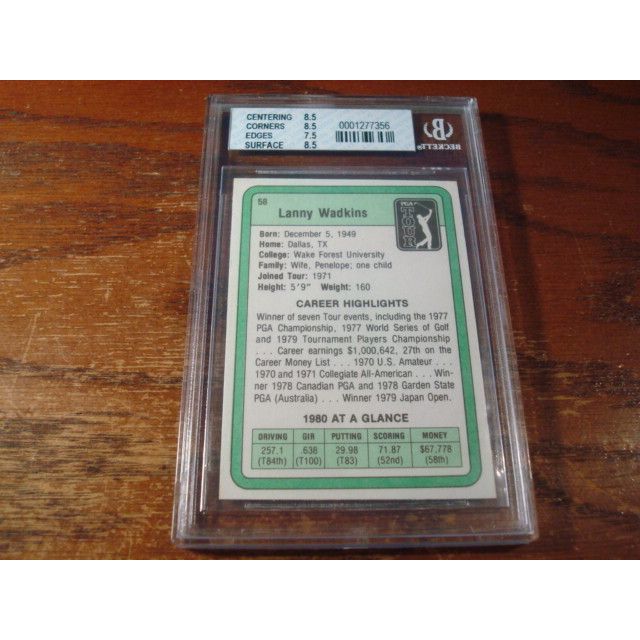 CENTERING 8.5
CORNERS 8.5
EDGES 7.5
SURFACE 8.5
0001277356
BECKETT
58
Lanny Wadkins
PGA
TOUR
Born: December 5, 1949
Home: Dallas, TX
College: Wake Forest University
Family: Wife, Penelope; one child
Joined Tour: 1971
Height: 5'9" Weight: 160
CAREER HIGHLIGHTS
Winner of seven Tour events, including the 1977
PGA Championship, 1977 World Series of Golf
and 1979 Tournament Players Championship
. . . Career earnings $1,000,642, 27th on the
Career Money List . . . 1970 U.S. Amateur . . .
1970 and 1971 Collegiate All-American . . . Win-
ner 1978 Canadian PGA and 1978 Garden State
PGA (Australia) . . . Winner 1979 Japan Open.
1980 AT A GLANCE
DRIVING GIR PUTTING SCORING MONEY
257.1 .638 29.98 71.87 $67,778
(T84th) (T100) (T83) (52nd) (58th)